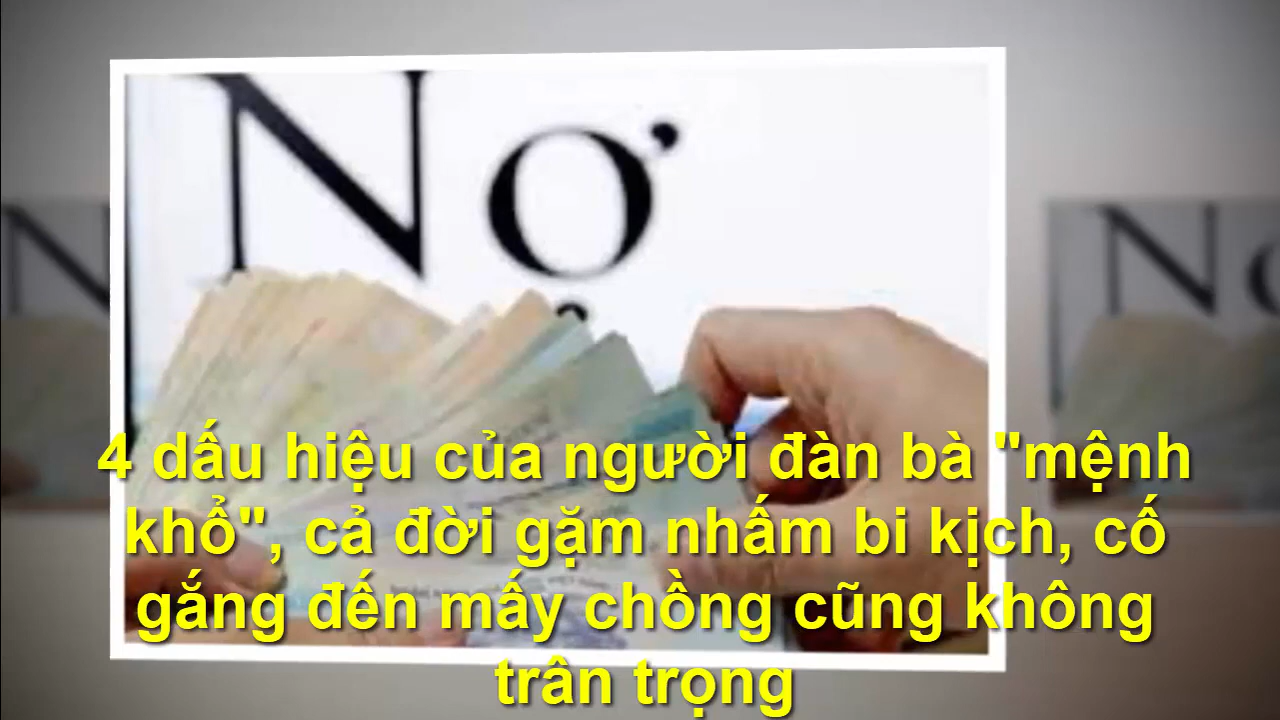 Nợ
4 dấu hiệu của người đàn bà "mệnh
khổ", cả đời gặm nhấm bi kịch, cố
gắng đến mấy chồng cũng không
trân trọng